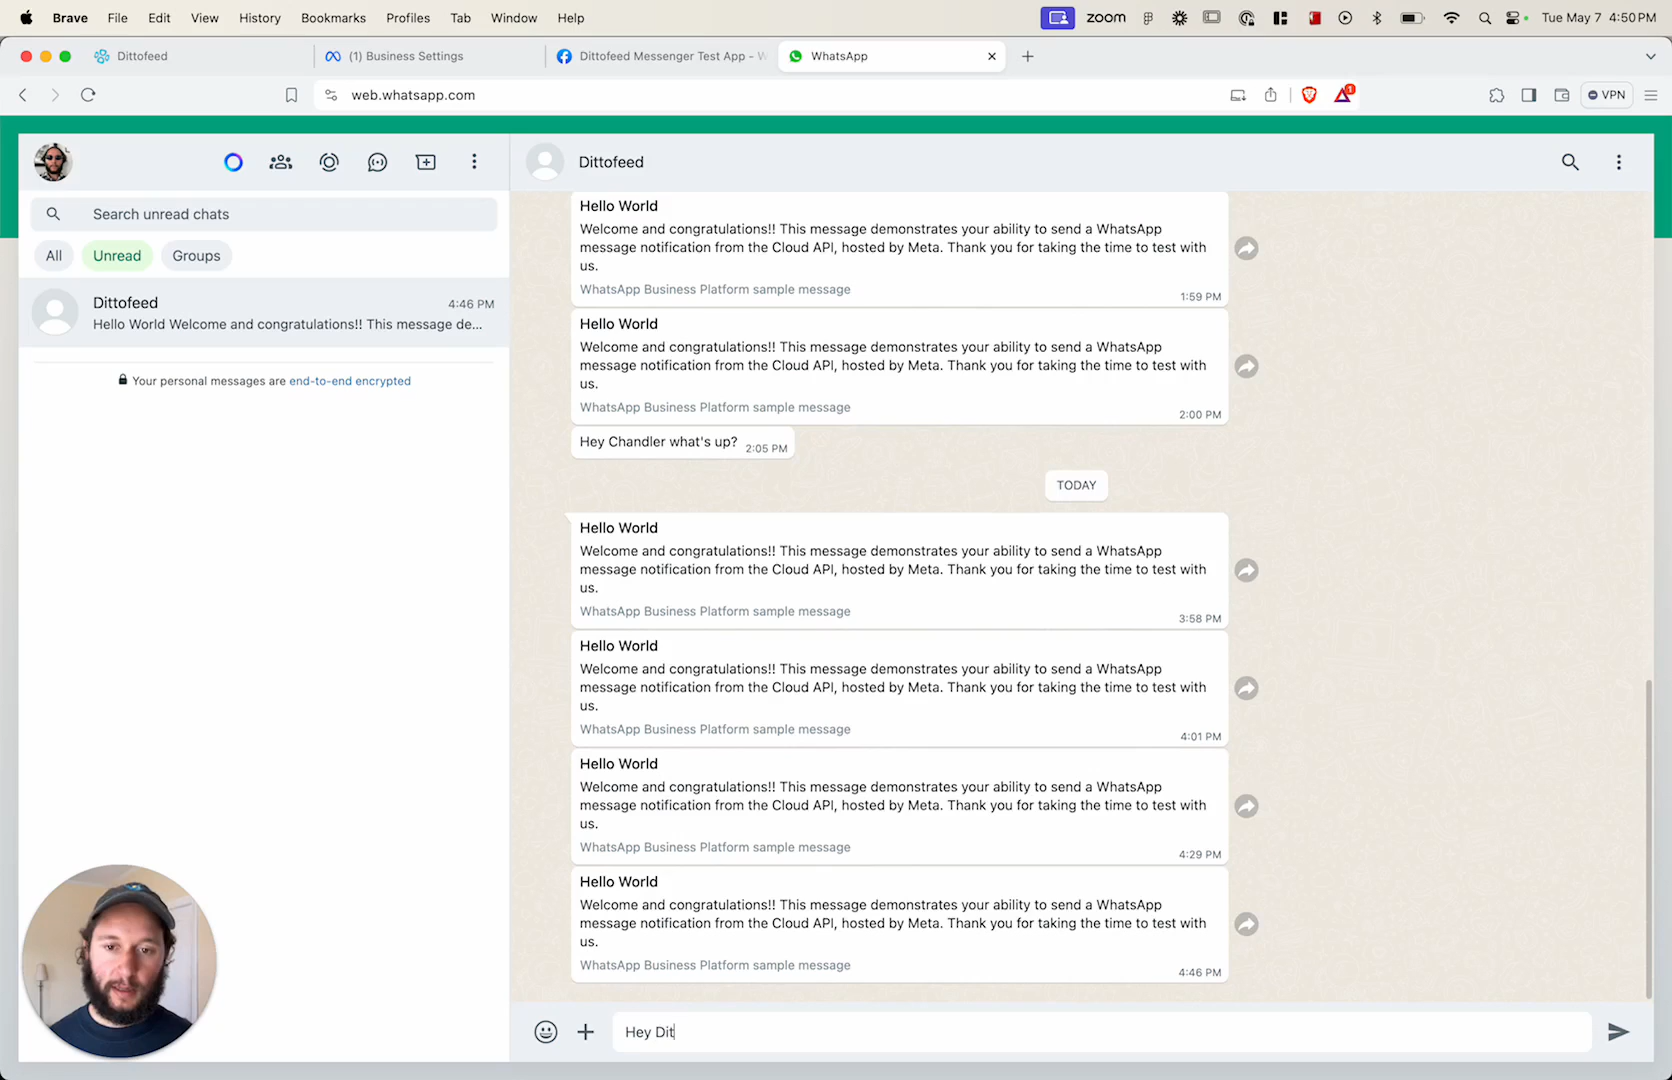 Brave File Edit View History Bookmarks Profiles Tab Window Help zoom Tue May 7 4:50 PM
Dittofeed (1) Business Settings Dittofeed Messenger Test App - W WhatsApp
web.whatsapp.com 1 VPN
Dittofeed
Search unread chats
All Unread Groups
Dittofeed 4:46 PM
Hello World Welcome and congratulations!! This message de...
Your personal messages are end-to-end encrypted
Hello World
Welcome and congratulations!! This message demonstrates your ability to send a WhatsApp
message notification from the Cloud API, hosted by Meta. Thank you for taking the time to test with
us.
WhatsApp Business Platform sample message
1:59 PM
Hello World
Welcome and congratulations!! This message demonstrates your ability to send a WhatsApp
message notification from the Cloud API, hosted by Meta. Thank you for taking the time to test with
us.
WhatsApp Business Platform sample message
2:00 PM
Hey Chandler what's up? 2:05 PM
TODAY
Hello World
Welcome and congratulations!! This message demonstrates your ability to send a WhatsApp
message notification from the Cloud API, hosted by Meta. Thank you for taking the time to test with
us.
WhatsApp Business Platform sample message
3:58 PM
Hello World
Welcome and congratulations!! This message demonstrates your ability to send a WhatsApp
message notification from the Cloud API, hosted by Meta. Thank you for taking the time to test with
us.
WhatsApp Business Platform sample message
4:01 PM
Hello World
Welcome and congratulations!! This message demonstrates your ability to send a WhatsApp
message notification from the Cloud API, hosted by Meta. Thank you for taking the time to test with
us.
WhatsApp Business Platform sample message
4:29 PM
Hello World
Welcome and congratulations!! This message demonstrates your ability to send a WhatsApp
message notification from the Cloud API, hosted by Meta. Thank you for taking the time to test with
us.
WhatsApp Business Platform sample message
4:46 PM
Hey Dit